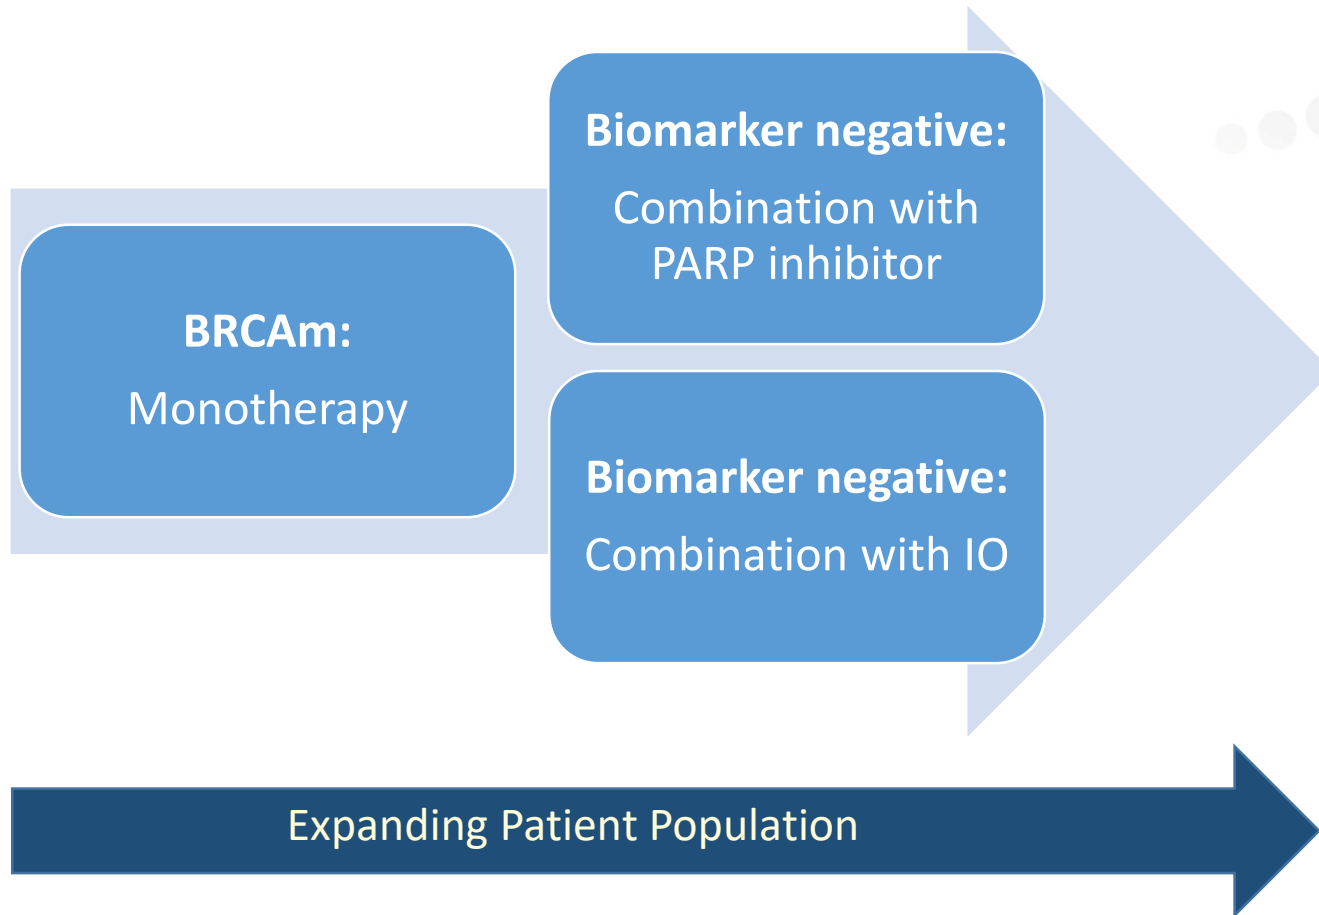 BRCAm:
Monotherapy
Biomarker negative:
Combination with
PARP inhibitor
Biomarker negative:
Combination with IO
Expanding Patient Population